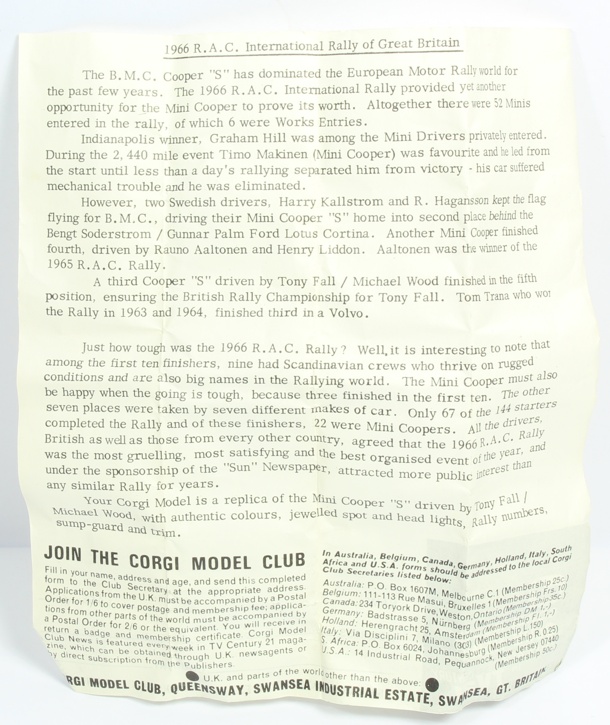 1966 R.A.C. International Rally of Great Britain
The B.M.C. Cooper "S" has dominated the European Motor Rally world for
the past few years. The 1966 R.A.C. International Rally provided yet another
opportunity for the Mini Cooper to prove its worth. Altogether there were 52 Minis
entered in the rally, of which 6 were Works Entries.
Indianapolis winner, Graham Hill was among the Mini Drivers privately entered.
During the 2,440 mile event Timo Makinen (Mini Cooper) was favourite and he led from
the start until less than a day's rallying separated him from victory - his car suffered
mechanical trouble and he was eliminated.
However, two Swedish drivers, Harry Kallstrom and R. Hagansson kept the flag
flying for B.M.C., driving their Mini Cooper "S" home into second place behind the
Bengt Soderstrom / Gunnar Palm Ford Lotus Cortina. Another Mini Cooper finished
fourth, driven by Rauno Aaltonen and Henry Liddon. Aaltonen was the winner of the
1965 R.A.C. Rally.
A third Cooper "S" driven by Tony Fall / Michael Wood finished in the fifth
position, ensuring the British Rally Championship for Tony Fall. Tom Trana who won
the Rally in 1963 and 1964, finished third in a Volvo.
Just how tough was the 1966 R.A.C. Rally? Well, it is interesting to note that
among the first ten finishers, nine had Scandinavian crews who thrive on rugged
conditions and are also big names in the Rallying world. The Mini Cooper must also
be happy when the going is tough, because three finished in the first ten. The other
seven places were taken by seven different makes of car. Only 67 of the 144 starters
completed the Rally and of these finishers, 22 were Mini Coopers. All the drivers,
British as well as those from every other country, agreed that the 1966 R.A.C. Rally
was the most gruelling, most satisfying and the best organised event of the year, and
under the sponsorship of the "Sun" Newspaper, attracted more public interest than
any similar Rally for years.
Your Corgi Model is a replica of the Mini Cooper "S" driven by Tony Fall /
Michael Wood, with authentic colours, jewelled spot and head lights, Rally numbers,
sump-guard and trim.
JOIN THE CORGI MODEL CLUB
Fill in your name, address and age, and send this completed
form to the Club Secretary at the appropriate address.
Applications from the U.K. must be accompanied by a Postal
Order for 1/6 to cover postage and membership fee; applica-
tions from other parts of the world must be accompanied by
a Postal Order for 2/6 or the equivalent. You will receive in
return a badge and membership certificate. Corgi Model
Club News is featured every week in TV Century 21 maga-
zine, which can be obtained through U.K. newsagents or
by direct subscription from the Publishers.
In Australia, Belgium, Canada, Germany, Holland, Italy, South
Africa and U.S.A. forms should be addressed to the local Corgi
Club Secretaries listed below:
Australia: P.O. Box 1607M, Melbourne C.1 (Membership 25c.)
Belgium: 111-113 Rue Masui, Bruxelles 1 (Membership Frs. 10)
Canada: 234 Toryork Drive, Weston, Ontario (Membership 35c.)
Germany: Badstrasse 5, Nürnberg (Membership DM. 1,-)
Holland: Herengracht 25, Amsterdam (Membership Fl. 1,-)
Italy: Via Disciplini 7, Milano (3C) (Membership L.150)
S. Africa: P.O. Box 6024, Johannesburg (Membership R.0.25)
U.S.A.: 14 Industrial Road, Pequannock, New Jersey 07440
(Membership 50c.)
U.K. and parts of the world other than the above:
RGI MODEL CLUB, QUEENSWAY, SWANSEA INDUSTRIAL ESTATE, SWANSEA, GT. BRITAIN